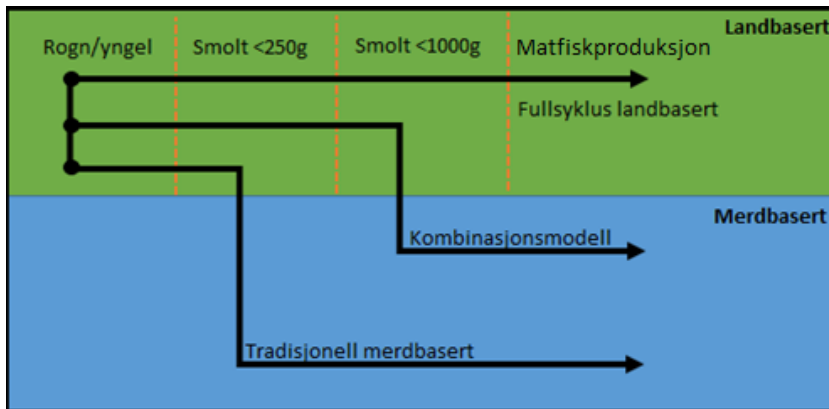 Landbasert
Rogn/yngel
Smolt <250g
Smolt <1000g
Matfiskproduksjon
Fullsyklus landbasert
Merdbasert
Kombinasjonsmodell
Tradisjonell merdbasert